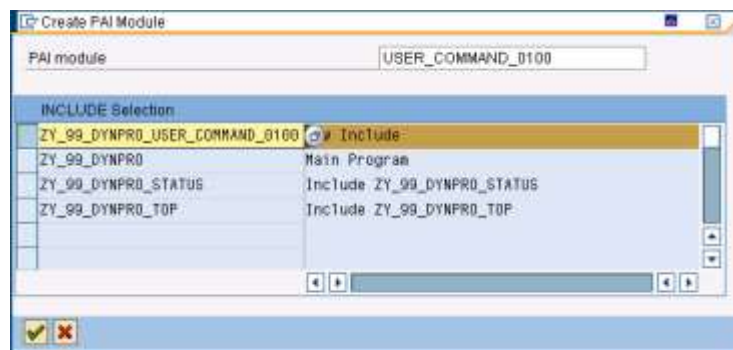 Create PAI Module
PAI module USER_COMMAND_0100
INCLUDE Selection
ZY_99_DYNPRO_USER_COMMAND_0100 Include
ZY_99_DYNPRO Main Program
ZY_99_DYNPRO_STATUS Include ZY_99_DYNPRO_STATUS
ZY_99_DYNPRO_TOP Include ZY_99_DYNPRO_TOP